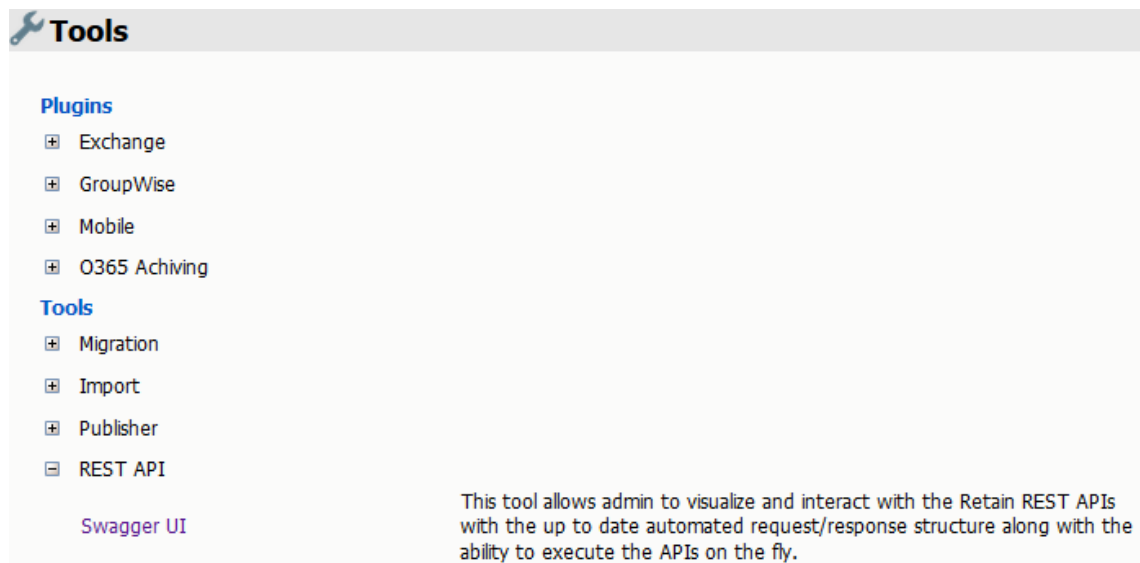 Tools
Plugins
Exchange
GroupWise
Mobile
O365 Achiving
Tools
Migration
Import
Publisher
REST API
Swagger UI
This tool allows admin to visualize and interact with the Retain REST APIs
with the up to date automated request/response structure along with the
ability to execute the APIs on the fly.